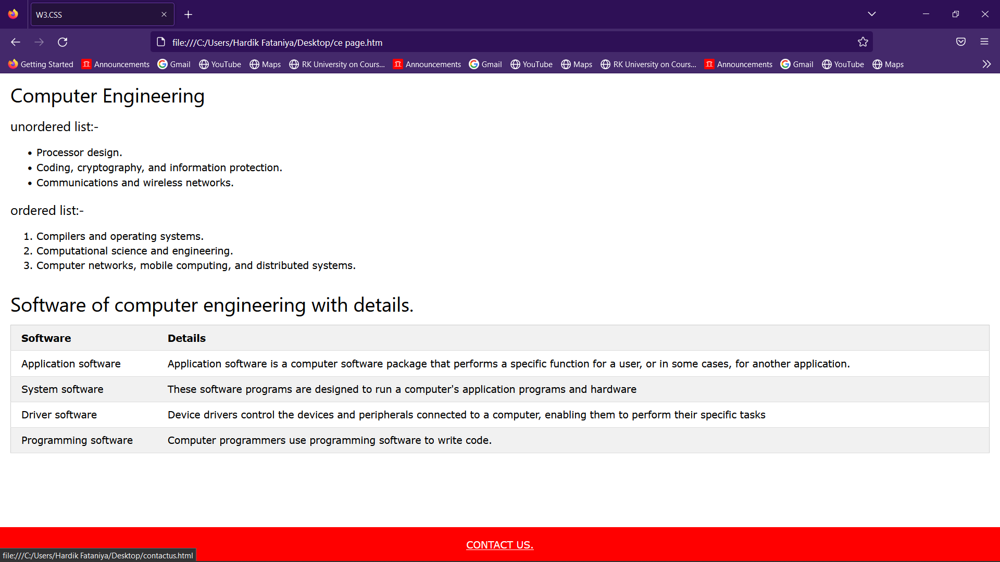 W3.CSS
file:///C:/Users/Hardik Fataniya/Desktop/ce page.htm
Getting Started Announcements Gmail YouTube Maps RK University on Cours... Announcements Gmail YouTube Maps RK University on Cours... Announcements Gmail YouTube Maps
Computer Engineering
unordered list:-
• Processor design.
• Coding, cryptography, and information protection.
• Communications and wireless networks.
ordered list:-
1. Compilers and operating systems.
2. Computational science and engineering.
3. Computer networks, mobile computing, and distributed systems.
Software of computer engineering with details.
Software Details
Application software Application software is a computer software package that performs a specific function for a user, or in some cases, for another application.
System software These software programs are designed to run a computer's application programs and hardware
Driver software Device drivers control the devices and peripherals connected to a computer, enabling them to perform their specific tasks
Programming software Computer programmers use programming software to write code.
CONTACT US.
file:///C:/Users/Hardik Fataniya/Desktop/contactus.html